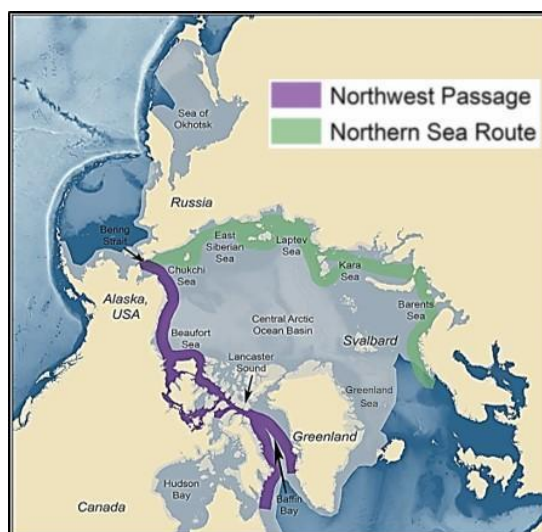 Sea of
Okhotsk
Northwest Passage
Northern Sea Route
Russia
Bering
Strait
East
Siberian
Sea
Laptev
Sea
Chukchi
Sea
Kara
Sea
Alaska,
USA
Barents
Sea
Central Arctic
Ocean Basin
Beaufort
Sea
Svalbard
Lancaster
Sound
Greenland
Sea
Greenland
Hudson
Bay
Baffin
Bay
Canada